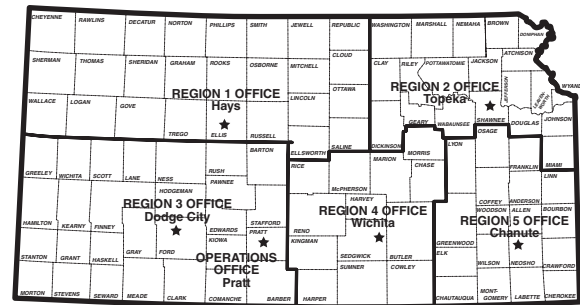 CHEYENNE RAWLINS DECATUR NORTON PHILLIPS SMITH JEWELL REPUBLIC WASHINGTON MARSHALL NEMAHA BROWN
DONIPHAN
CLOUD ATCHISON
SHERMAN THOMAS SHERIDAN GRAHAM ROOKS OSBORNE MITCHELL CLAY RILEY POTTAWATOMIE JACKSON
OTTAWA JEFFERSON LEAVEN-
WORTH WYAN
REGION 1 OFFICE
Hays
REGION 2 OFFICE
Topeka
WALLACE LOGAN GOVE TREGO ELLIS RUSSELL LINCOLN
ELLSWORTH SALINE DICKINSON GEARY WABAUNSEE SHAWNEE DOUGLAS JOHNSON
OSAGE
BARTON RICE MARION MORRIS LYON FRANKLIN MIAMI
CHASE
GREELEY WICHITA SCOTT LANE NESS RUSH McPHERSON LINN
HODGEMAN PAWNEE HARVEY COFFEY ANDERSON
REGION 3 OFFICE
Dodge City
REGION 4 OFFICE
Wichita
REGION 5 OFFICE
Chanute
WOODSON ALLEN BOURBON
HAMILTON KEARNY FINNEY EDWARDS STAFFORD RENO
GRAY FORD KIOWA PRATT KINGMAN SEDGWICK BUTLER GREENWOOD
ELK WILSON NEOSHO CRAWFORD
OPERATIONS
OFFICE
Pratt
STANTON GRANT HASKELL SUMNER COWLEY
MORTON STEVENS SEWARD MEADE CLARK COMANCHE BARBER HARPER CHAUTAUQUA MONT-
GOMERY LABETTE CHEROKEE